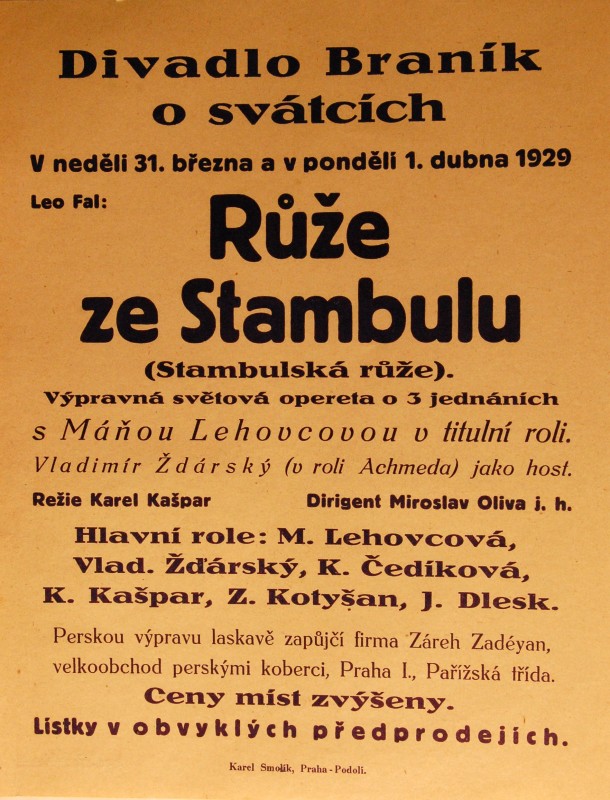 Divadlo Braník
o svátcích
V neděli 31. března a v ponděli 1. dubna 1929
Leo Fal:
Růže
ze Stambulu
(Stambulská růže).
Výpravná světová opereta o 3 jednáních
s Máňou Lehovcovou v titulní roli.
Vladimír Ždárský (v roli Achmeda) jako host.
Režie Karel Kašpar Dirigent Miroslav Oliva j. h.
Hlavní role: M. Lehovcová,
Vlad. Žďárský, K. Čedíková,
K. Kašpar, Z. Kotyšan, J. Dlesk.
Perskou výpravu laskavě zapůjčí firma Záreh Zadéyan,
velkoobchod perskými koberci, Praha I., Pařížská třída.
Ceny míst zvýšeny.
Lístky v obvyklých předprodejích.
Karel Smolík, Praha-Podolí.